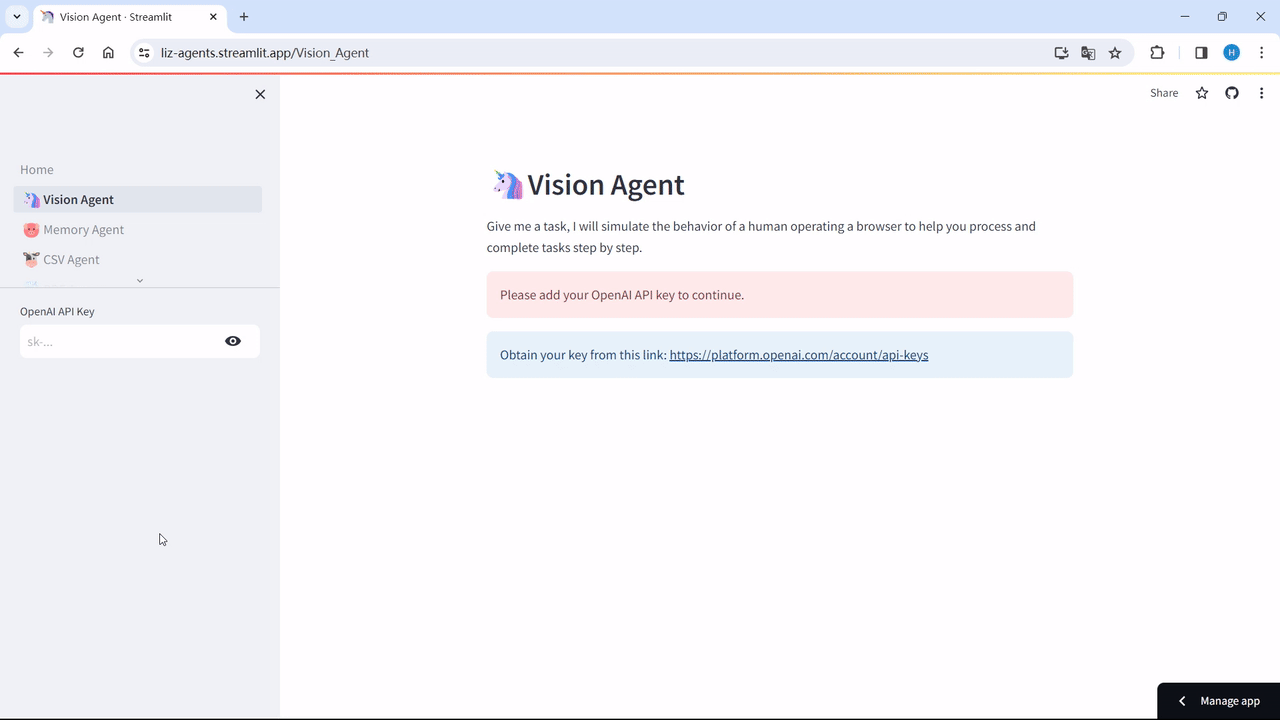 Vision Agent · Streamlit
liz-agents.streamlit.app/Vision_Agent
H
Share
Home
Vision Agent
Memory Agent
CSV Agent
OpenAI API Key
sk-...
Vision Agent
Give me a task, I will simulate the behavior of a human operating a browser to help you process and
complete tasks step by step.
Please add your OpenAI API key to continue.
Obtain your key from this link: https://platform.openai.com/account/api-keys
Manage app